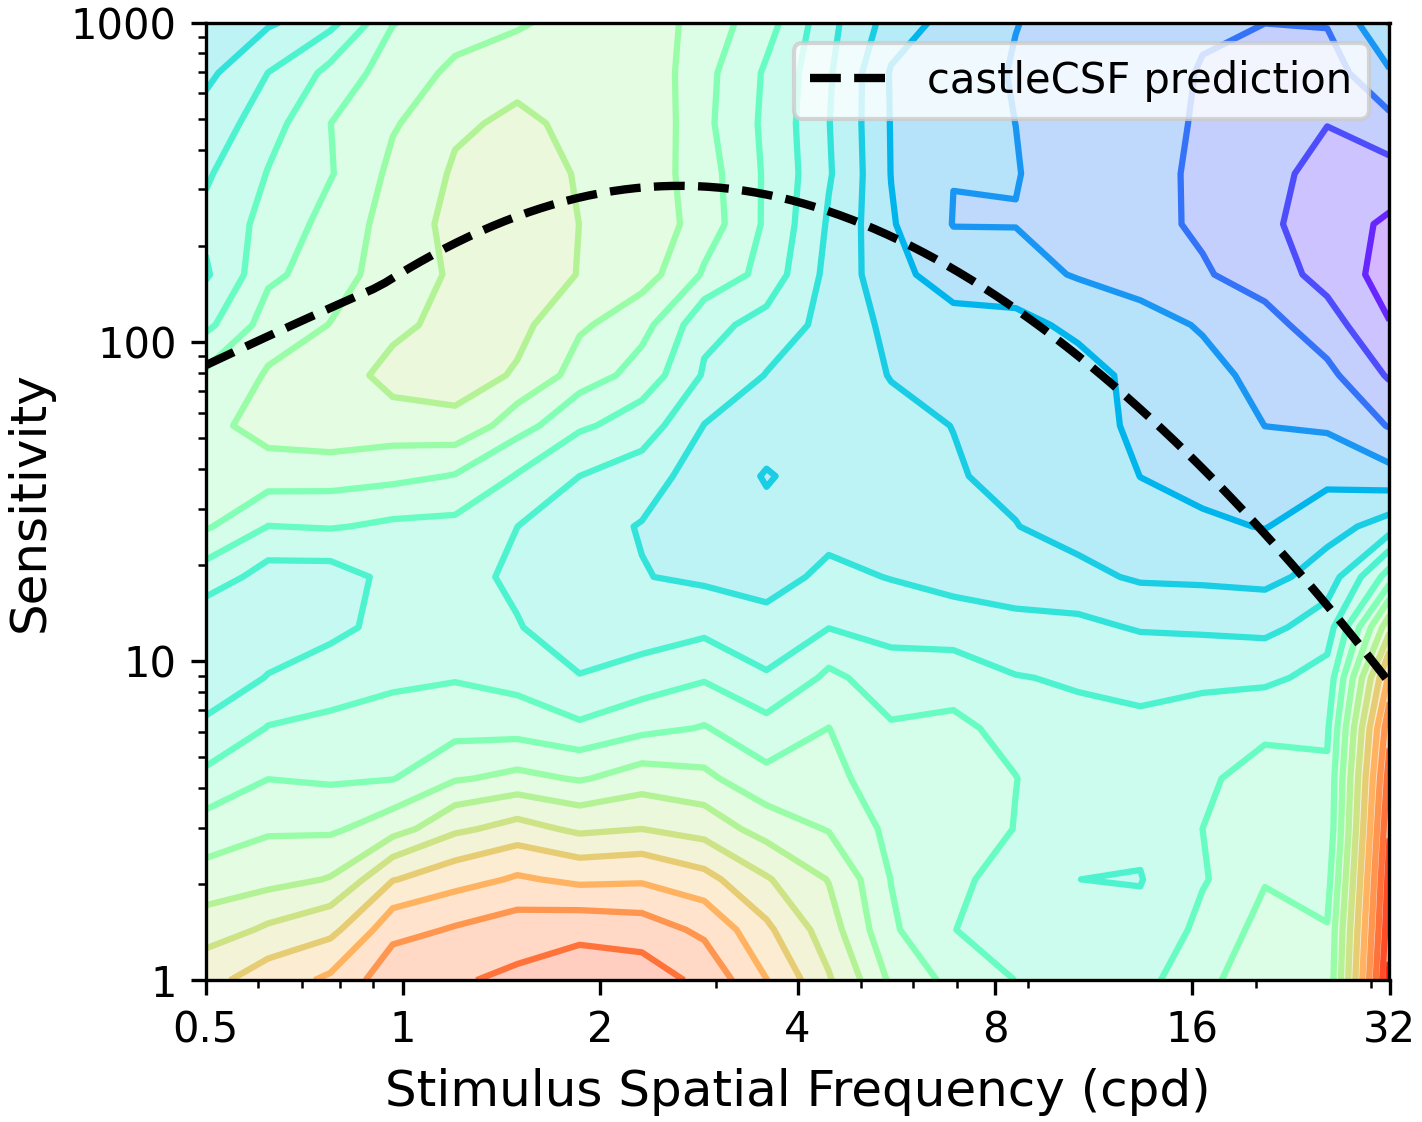 1000
100
10
1
Sensitivity
castleCSF prediction
0.5 1 2 4 8 16 32
Stimulus Spatial Frequency (cpd)